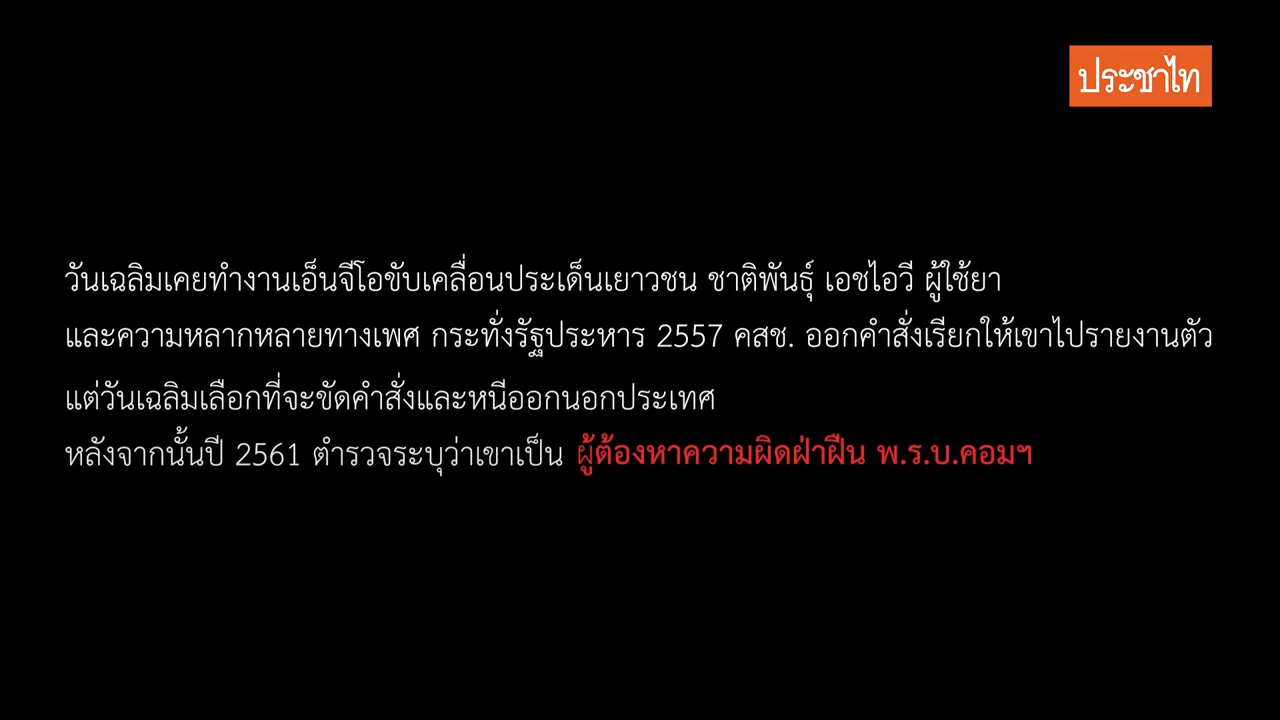 ประชาไท
วันเฉลิมเคยทำงานเอ็นจีโอขับเคลื่อนประเด็นเยาวชน ชาติพันธุ์ เอชไอวี ผู้ใช้ยา
และความหลากหลายทางเพศ กระทั่งรัฐประหาร 2557 คสช. ออกคำสั่งเรียกให้เขาไปรายงานตัว
แต่วันเฉลิมเลือกที่จะขัดคำสั่งและหนีออกนอกประเทศ
หลังจากนั้นปี 2561 ตำรวจระบุว่าเขาเป็น ผู้ต้องหาความผิดฝ่าฝืน พ.ร.บ.คอมฯ